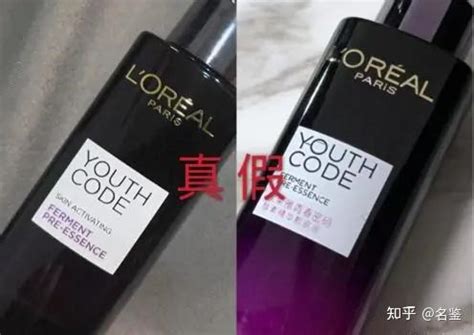 L'ORÉAL
PARIS
YOUTH
CODE
SKIN ACTIVATING
FERMENT
PRE-ESSENCE
真假
L'ORÉAL
PARIS
YOUTH
CODE
FERMENT
PRE-ESSENCE
知乎 @名鉴